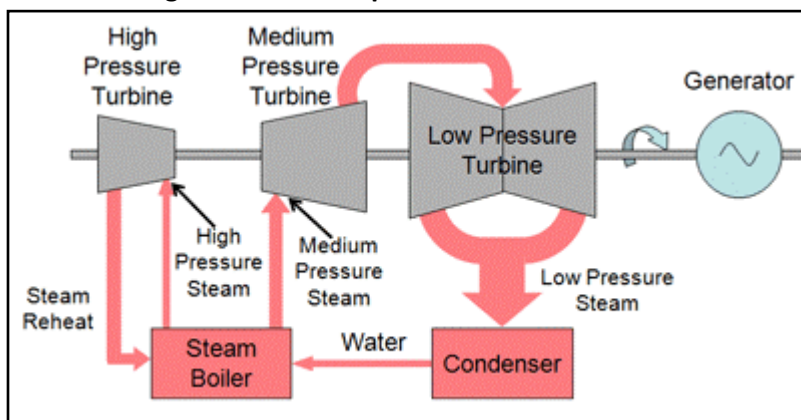 High
Pressure
Turbine
Medium
Pressure
Turbine
Generator
Low Pressure
Turbine
High
Pressure
Steam
Medium
Pressure
Steam
Low Pressure
Steam
Steam
Reheat
Steam
Boiler
Water
Condenser